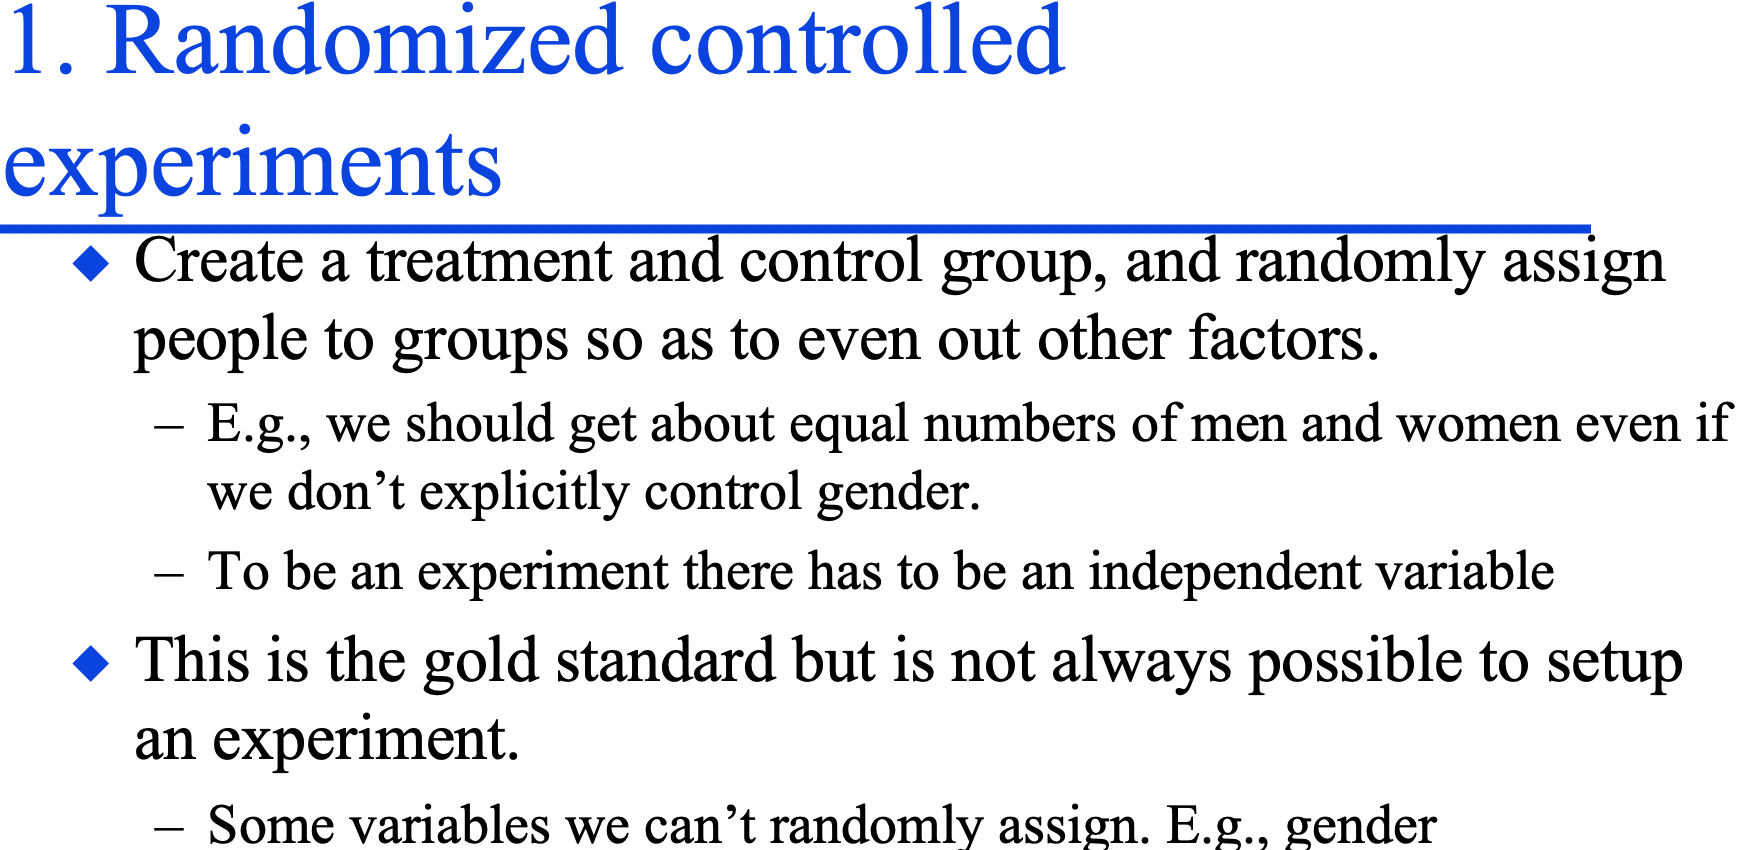 1. Randomized controlled
experiments
◆ Create a treatment and control group, and randomly assign
people to groups so as to even out other factors.
– E.g., we should get about equal numbers of men and women even if
we don’t explicitly control gender.
– To be an experiment there has to be an independent variable
◆ This is the gold standard but is not always possible to setup
an experiment.
– Some variables we can’t randomly assign. E.g., gender